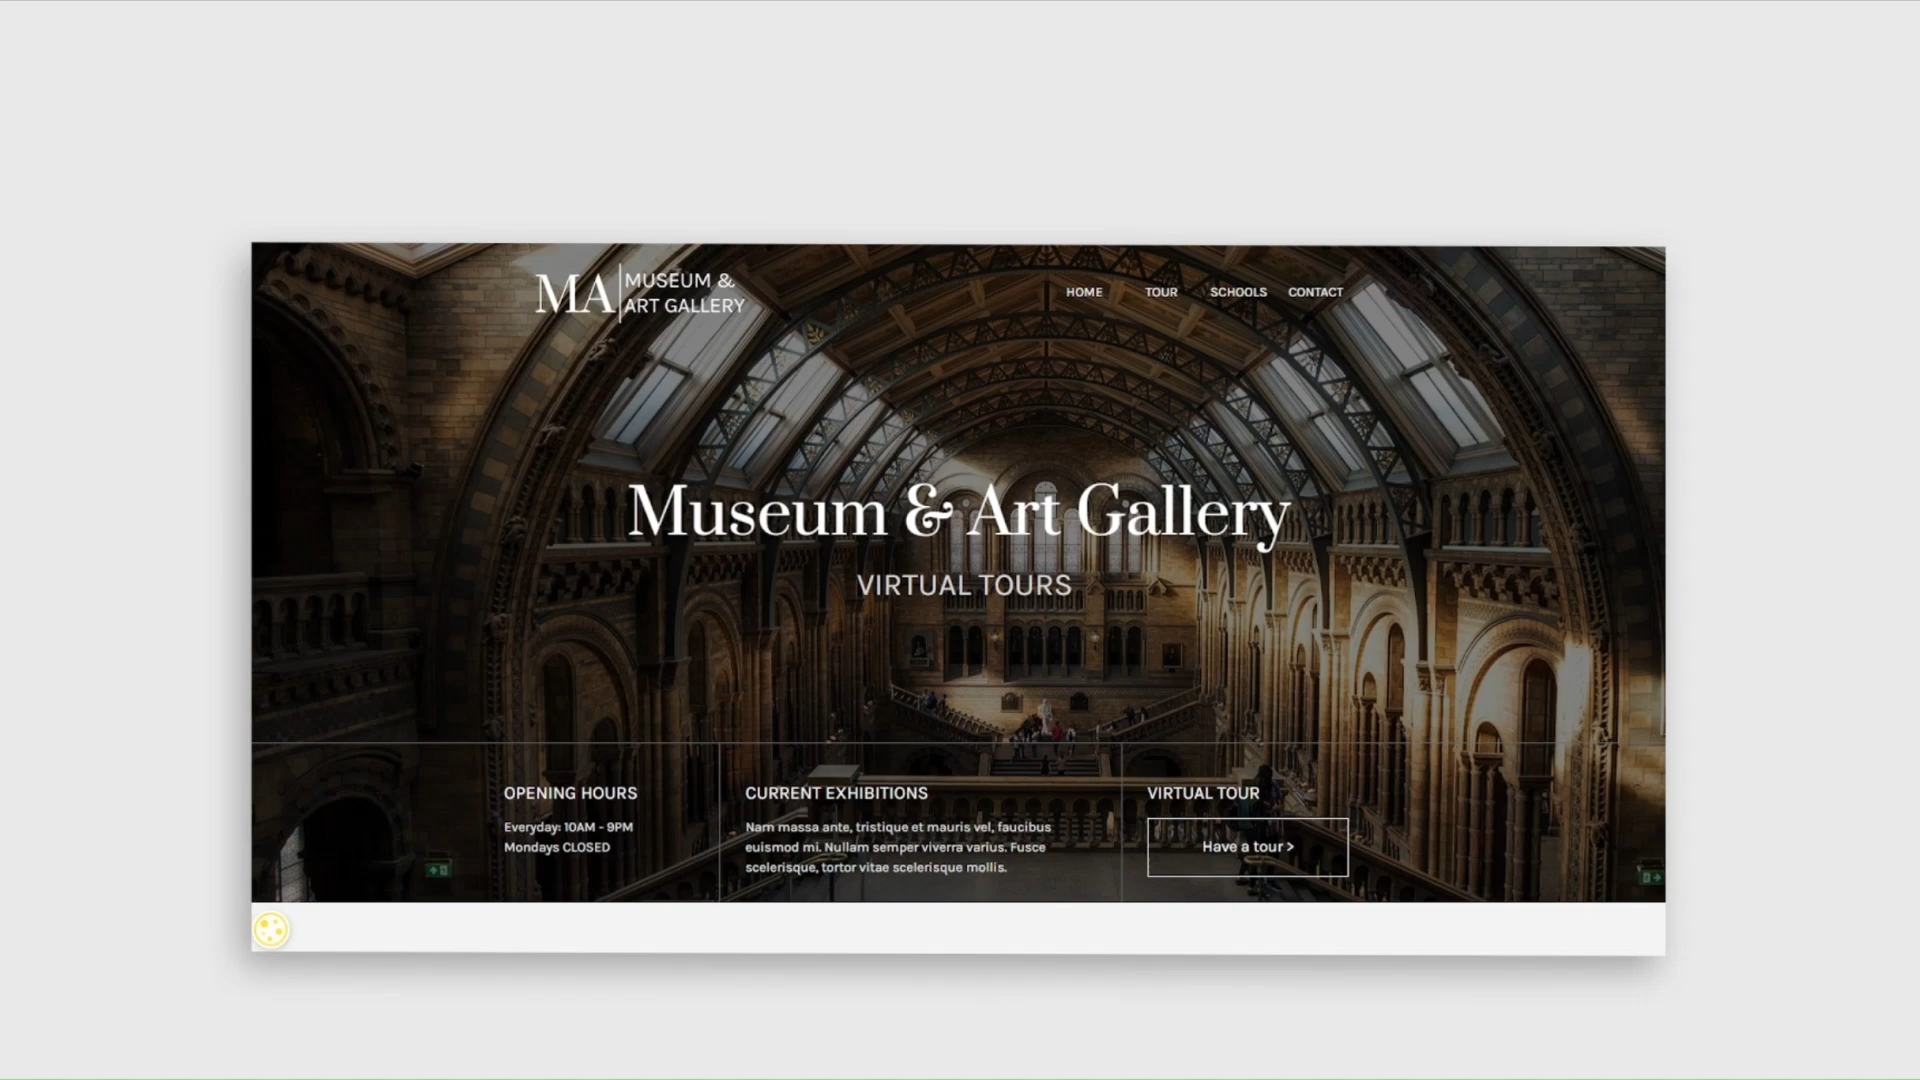 MA
MUSEUM &
ART GALLERY
HOME TOUR SCHOOLS CONTACT
Museum & Art Gallery
VIRTUAL TOURS
OPENING HOURS
Everyday: 10AM - 9PM
Mondays CLOSED
CURRENT EXHIBITIONS
Nam massa ante, tristique et mauris vel, faucibus
euismod mi. Nullam semper viverra varius. Fusce
scelerisque, tortor vitae scelerisque mollis.
VIRTUAL TOUR
Have a tour >